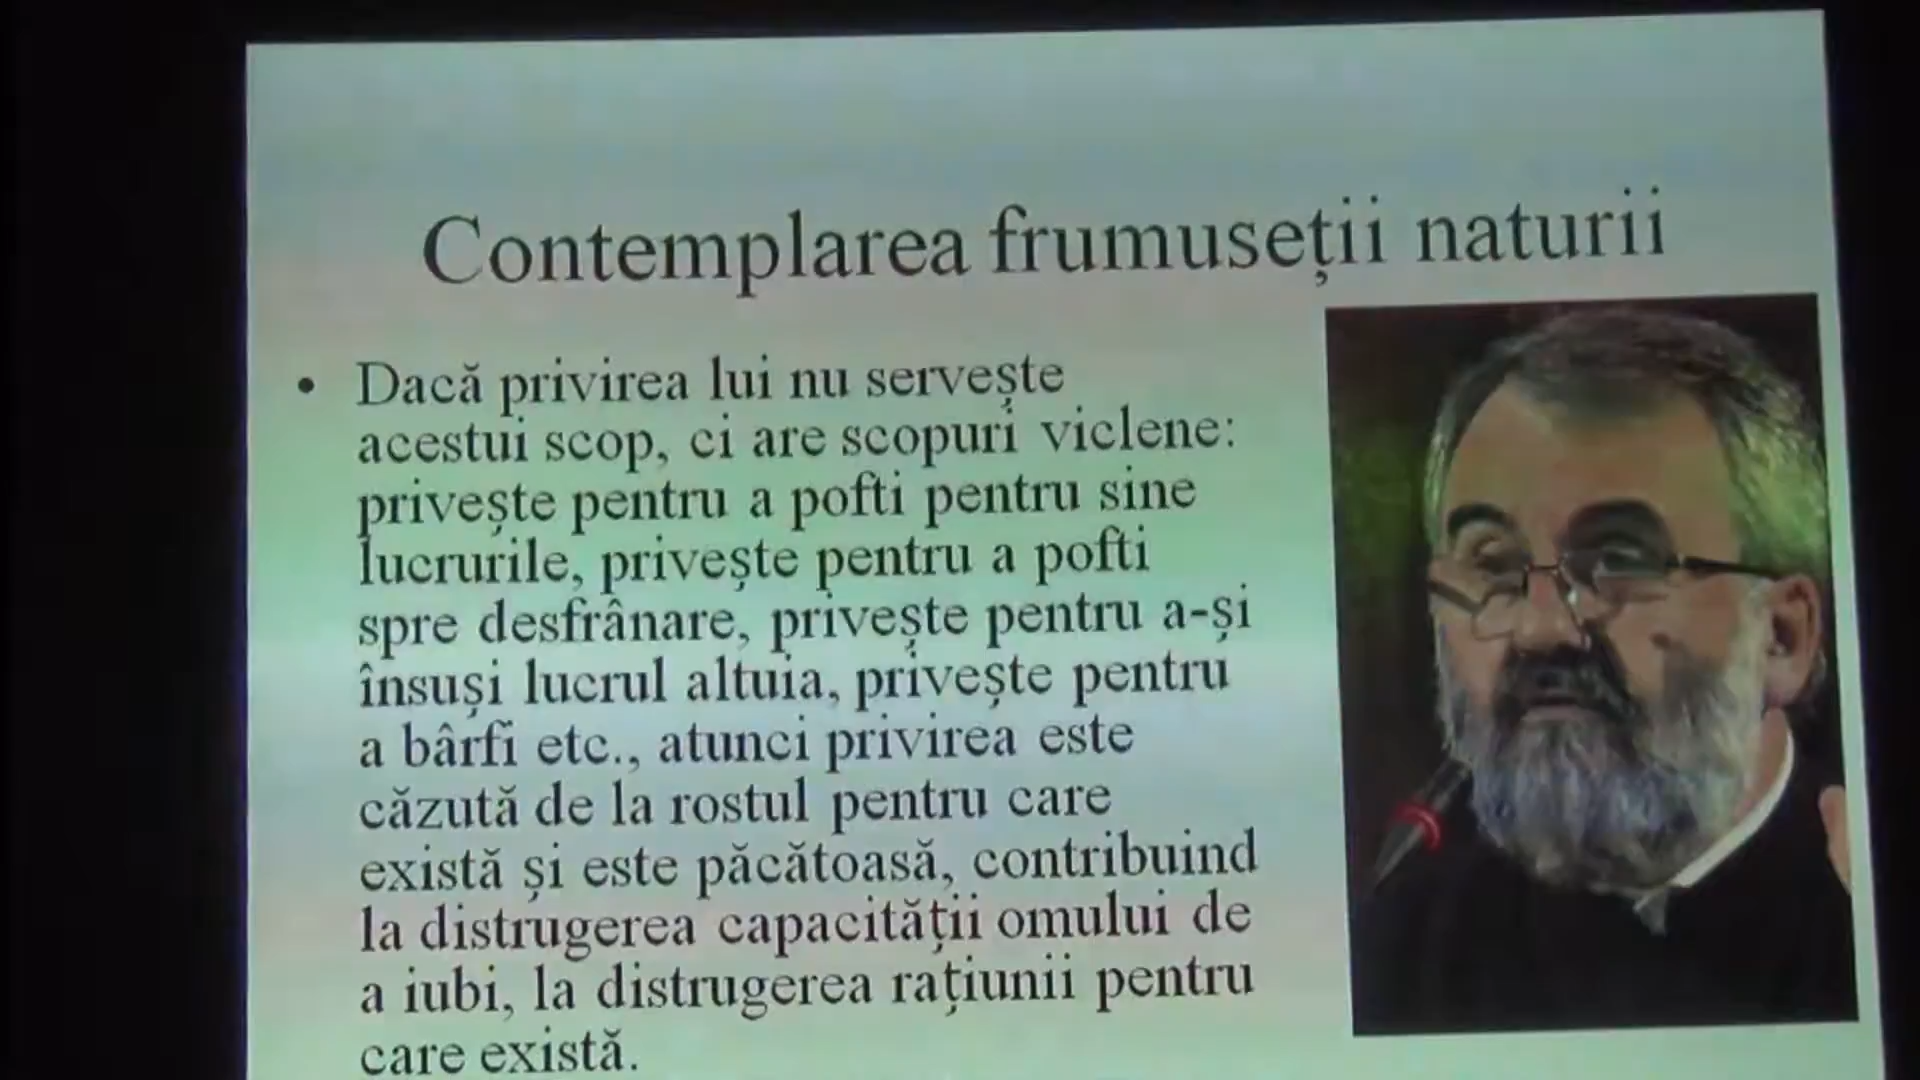 Contemplarea frumuseții naturii
• Dacă privirea lui nu servește
acestui scop, ci are scopuri viclene:
privește pentru a pofti pentru sine
lucrurile, privește pentru a pofti
spre desfrânare, privește pentru a-și
însuși lucrul altuia, privește pentru
a bârfi etc., atunci privirea este
căzută de la rostul pentru care
există și este păcătoasă, contribuind
la distrugerea capacității omului de
a iubi, la distrugerea rațiunii pentru
care există.